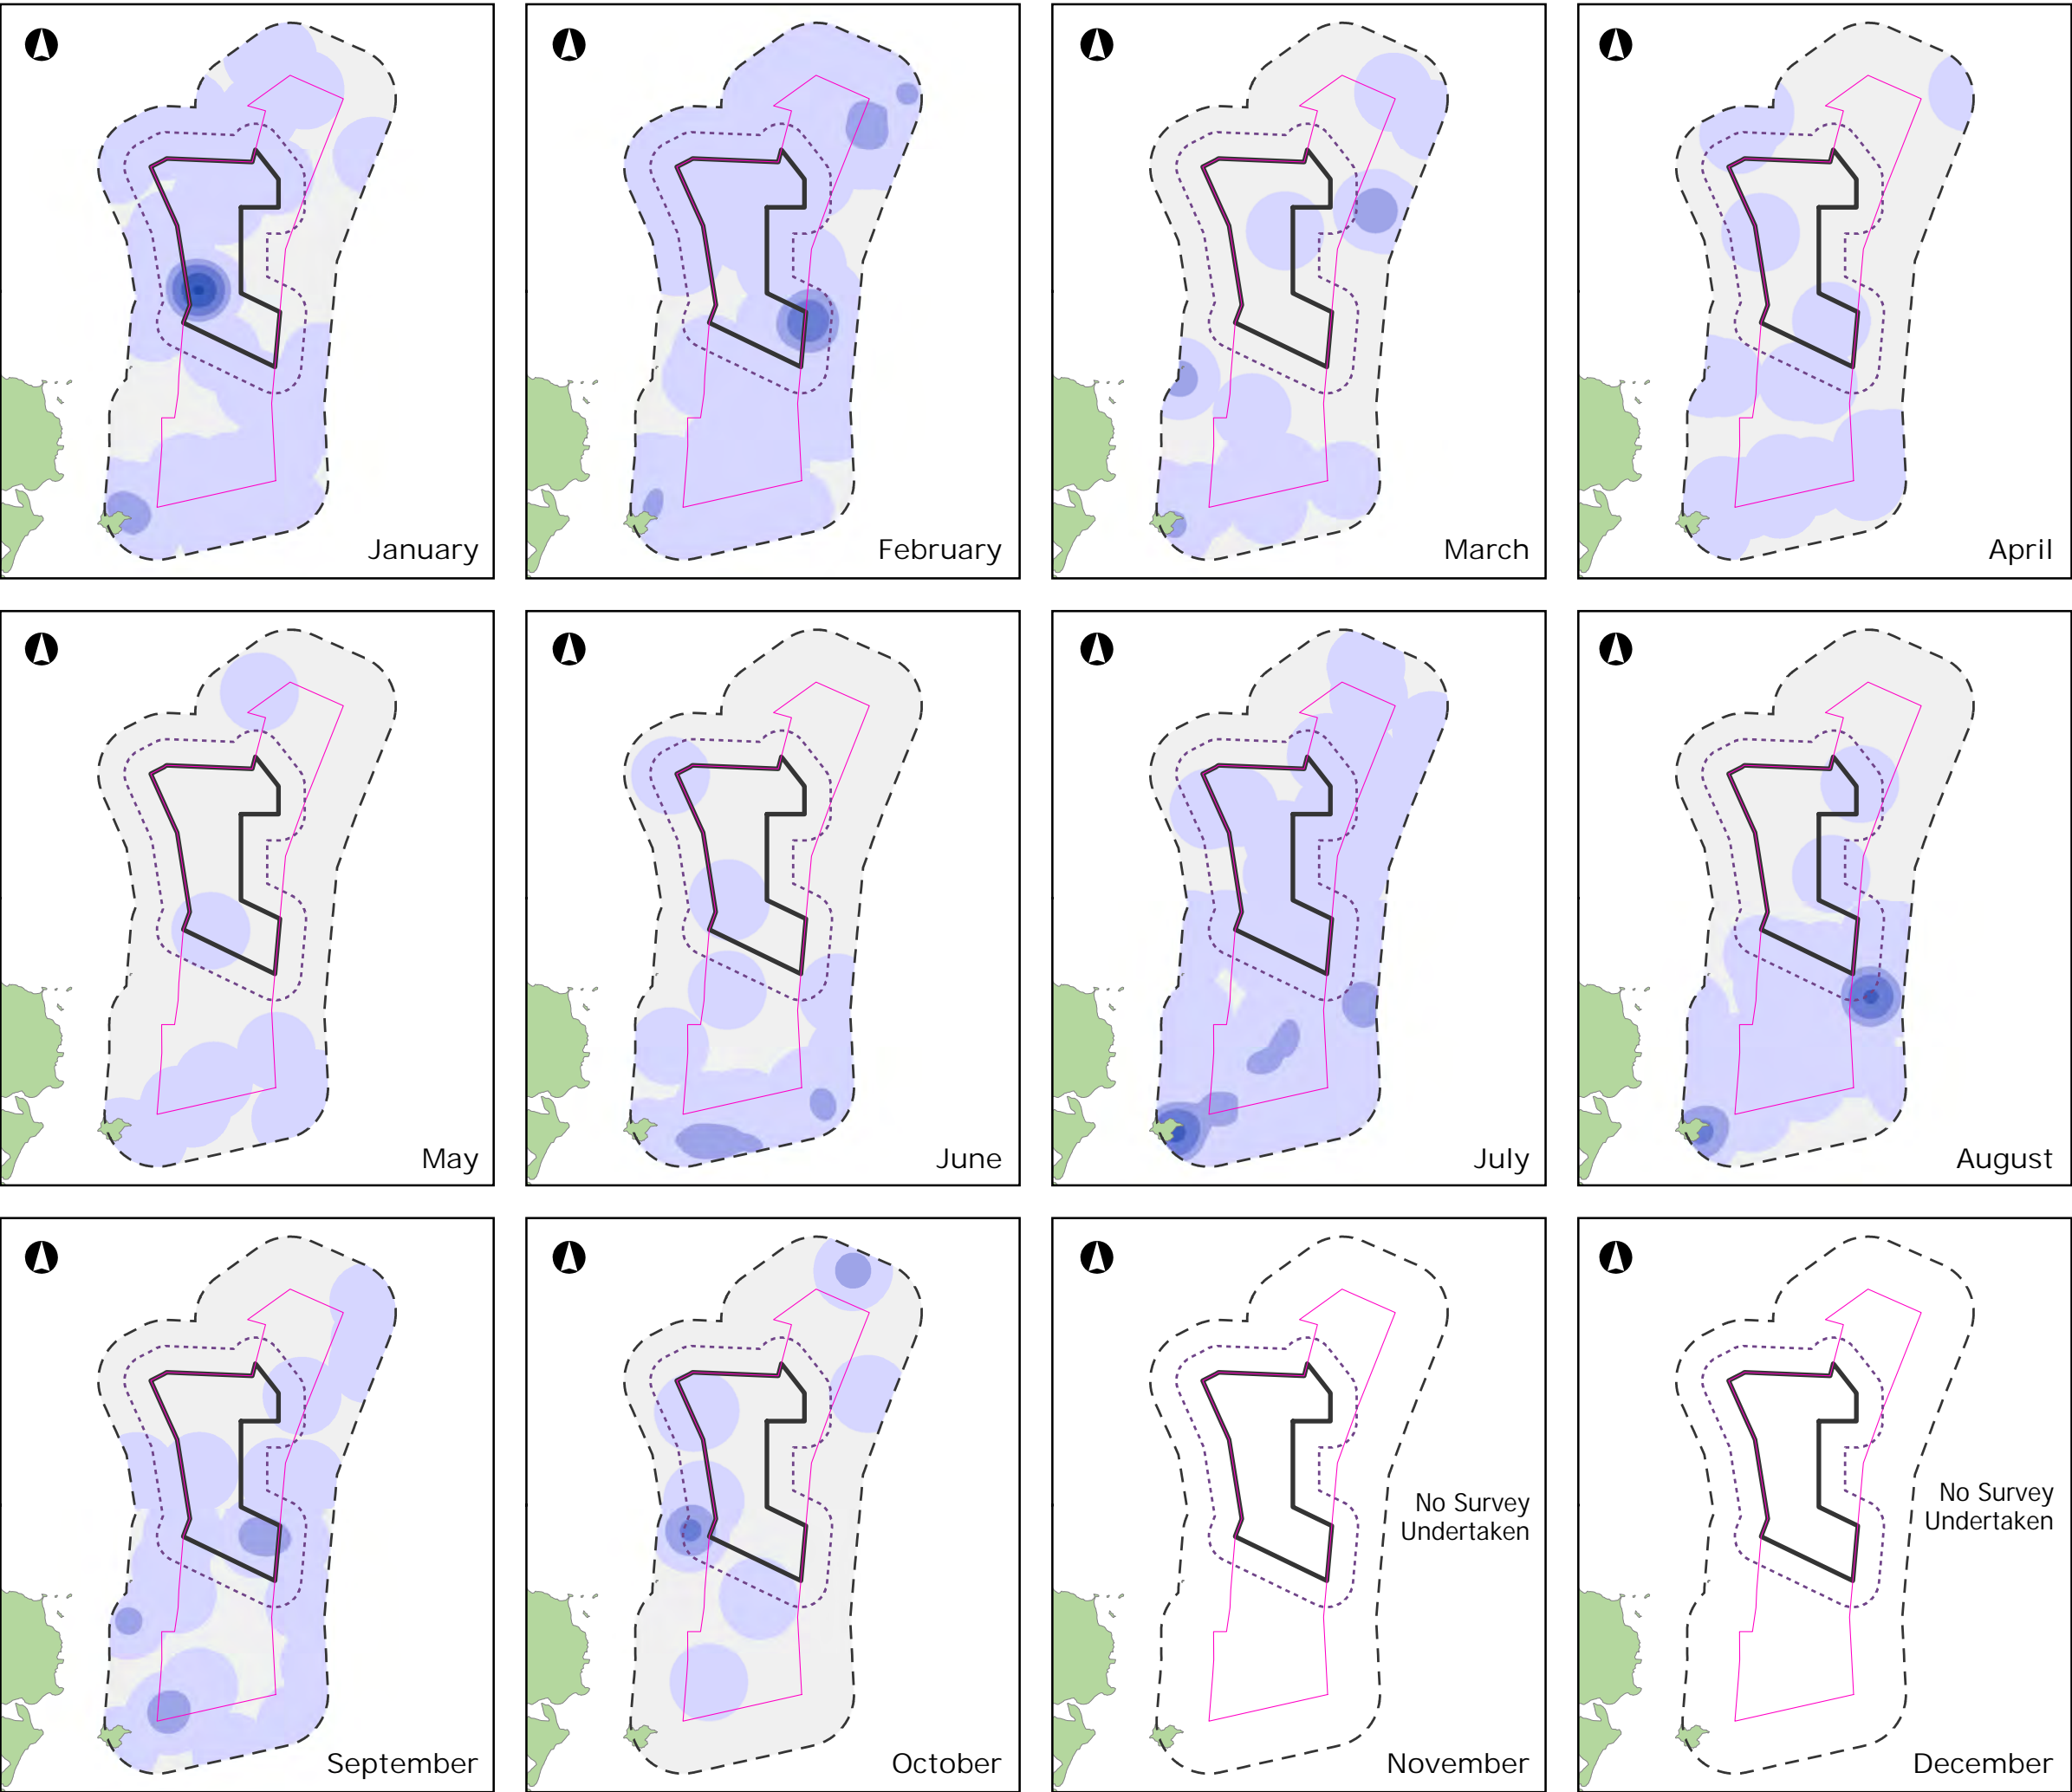 January
February
March
April
May
June
July
August
September
October
No Survey
Undertaken
November
No Survey
Undertaken
December